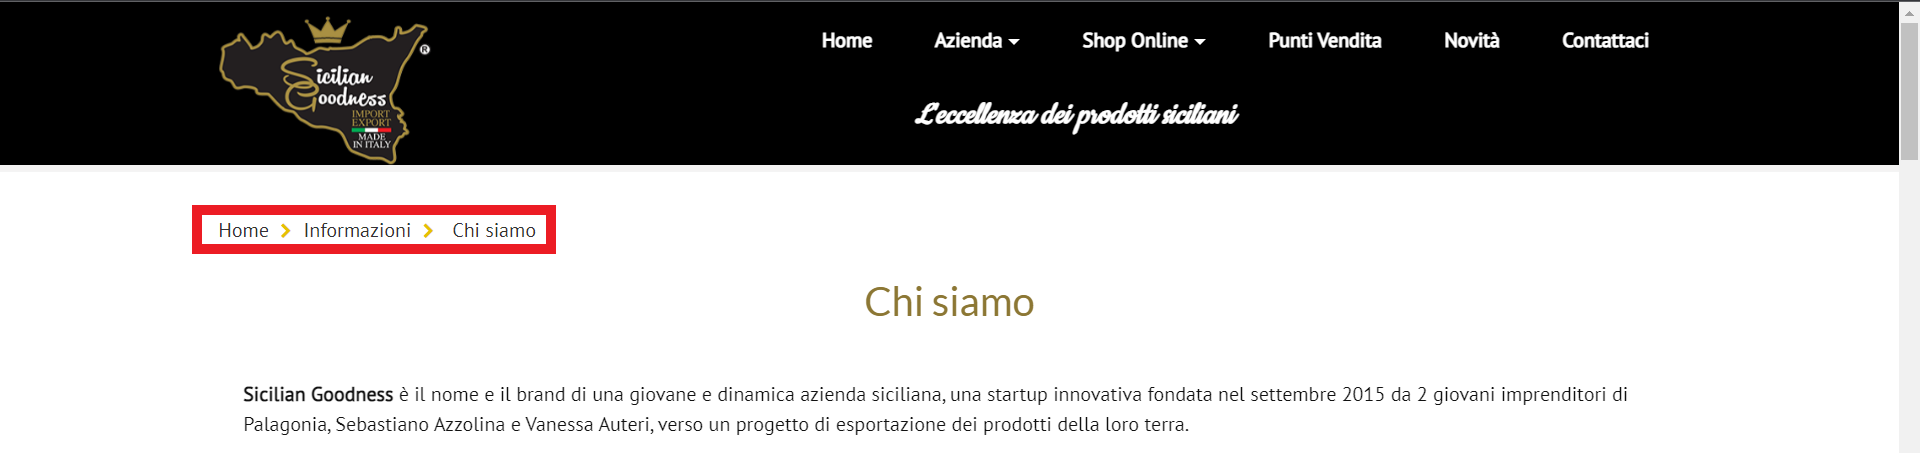 Sicilian
Goodness
IMPORT
EXPORT
MADE
IN ITALY
®
Home Azienda Shop Online Punti Vendita Novità Contattaci
L'eccellenza dei prodotti siciliani
Home Informazioni Chi siamo
Chi siamo
Sicilian Goodness è il nome e il brand di una giovane e dinamica azienda siciliana, una startup innovativa fondata nel settembre 2015 da 2 giovani imprenditori di
Palagonia, Sebastiano Azzolina e Vanessa Auteri, verso un progetto di esportazione dei prodotti della loro terra.